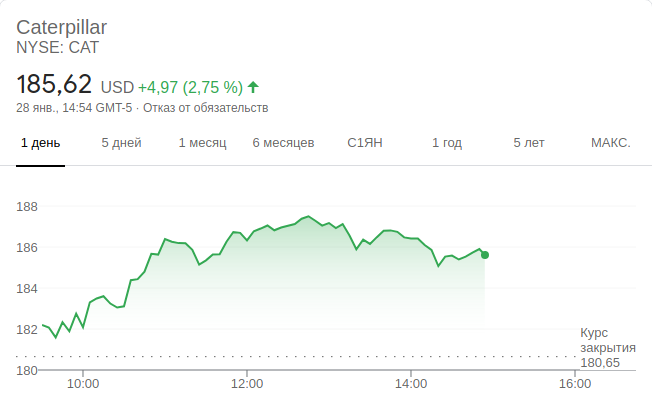 Caterpillar
NYSE: CAT
185,62 USD +4,97 (2,75 %)
28 янв., 14:54 GMT-5 · Отказ от обязательств
1 день 5 дней 1 месяц 6 месяцев С1ЯН 1 год 5 лет МАКС.
188
186
184
182
Курс
закрытия
180,65
180
10:00 12:00 14:00 16:00